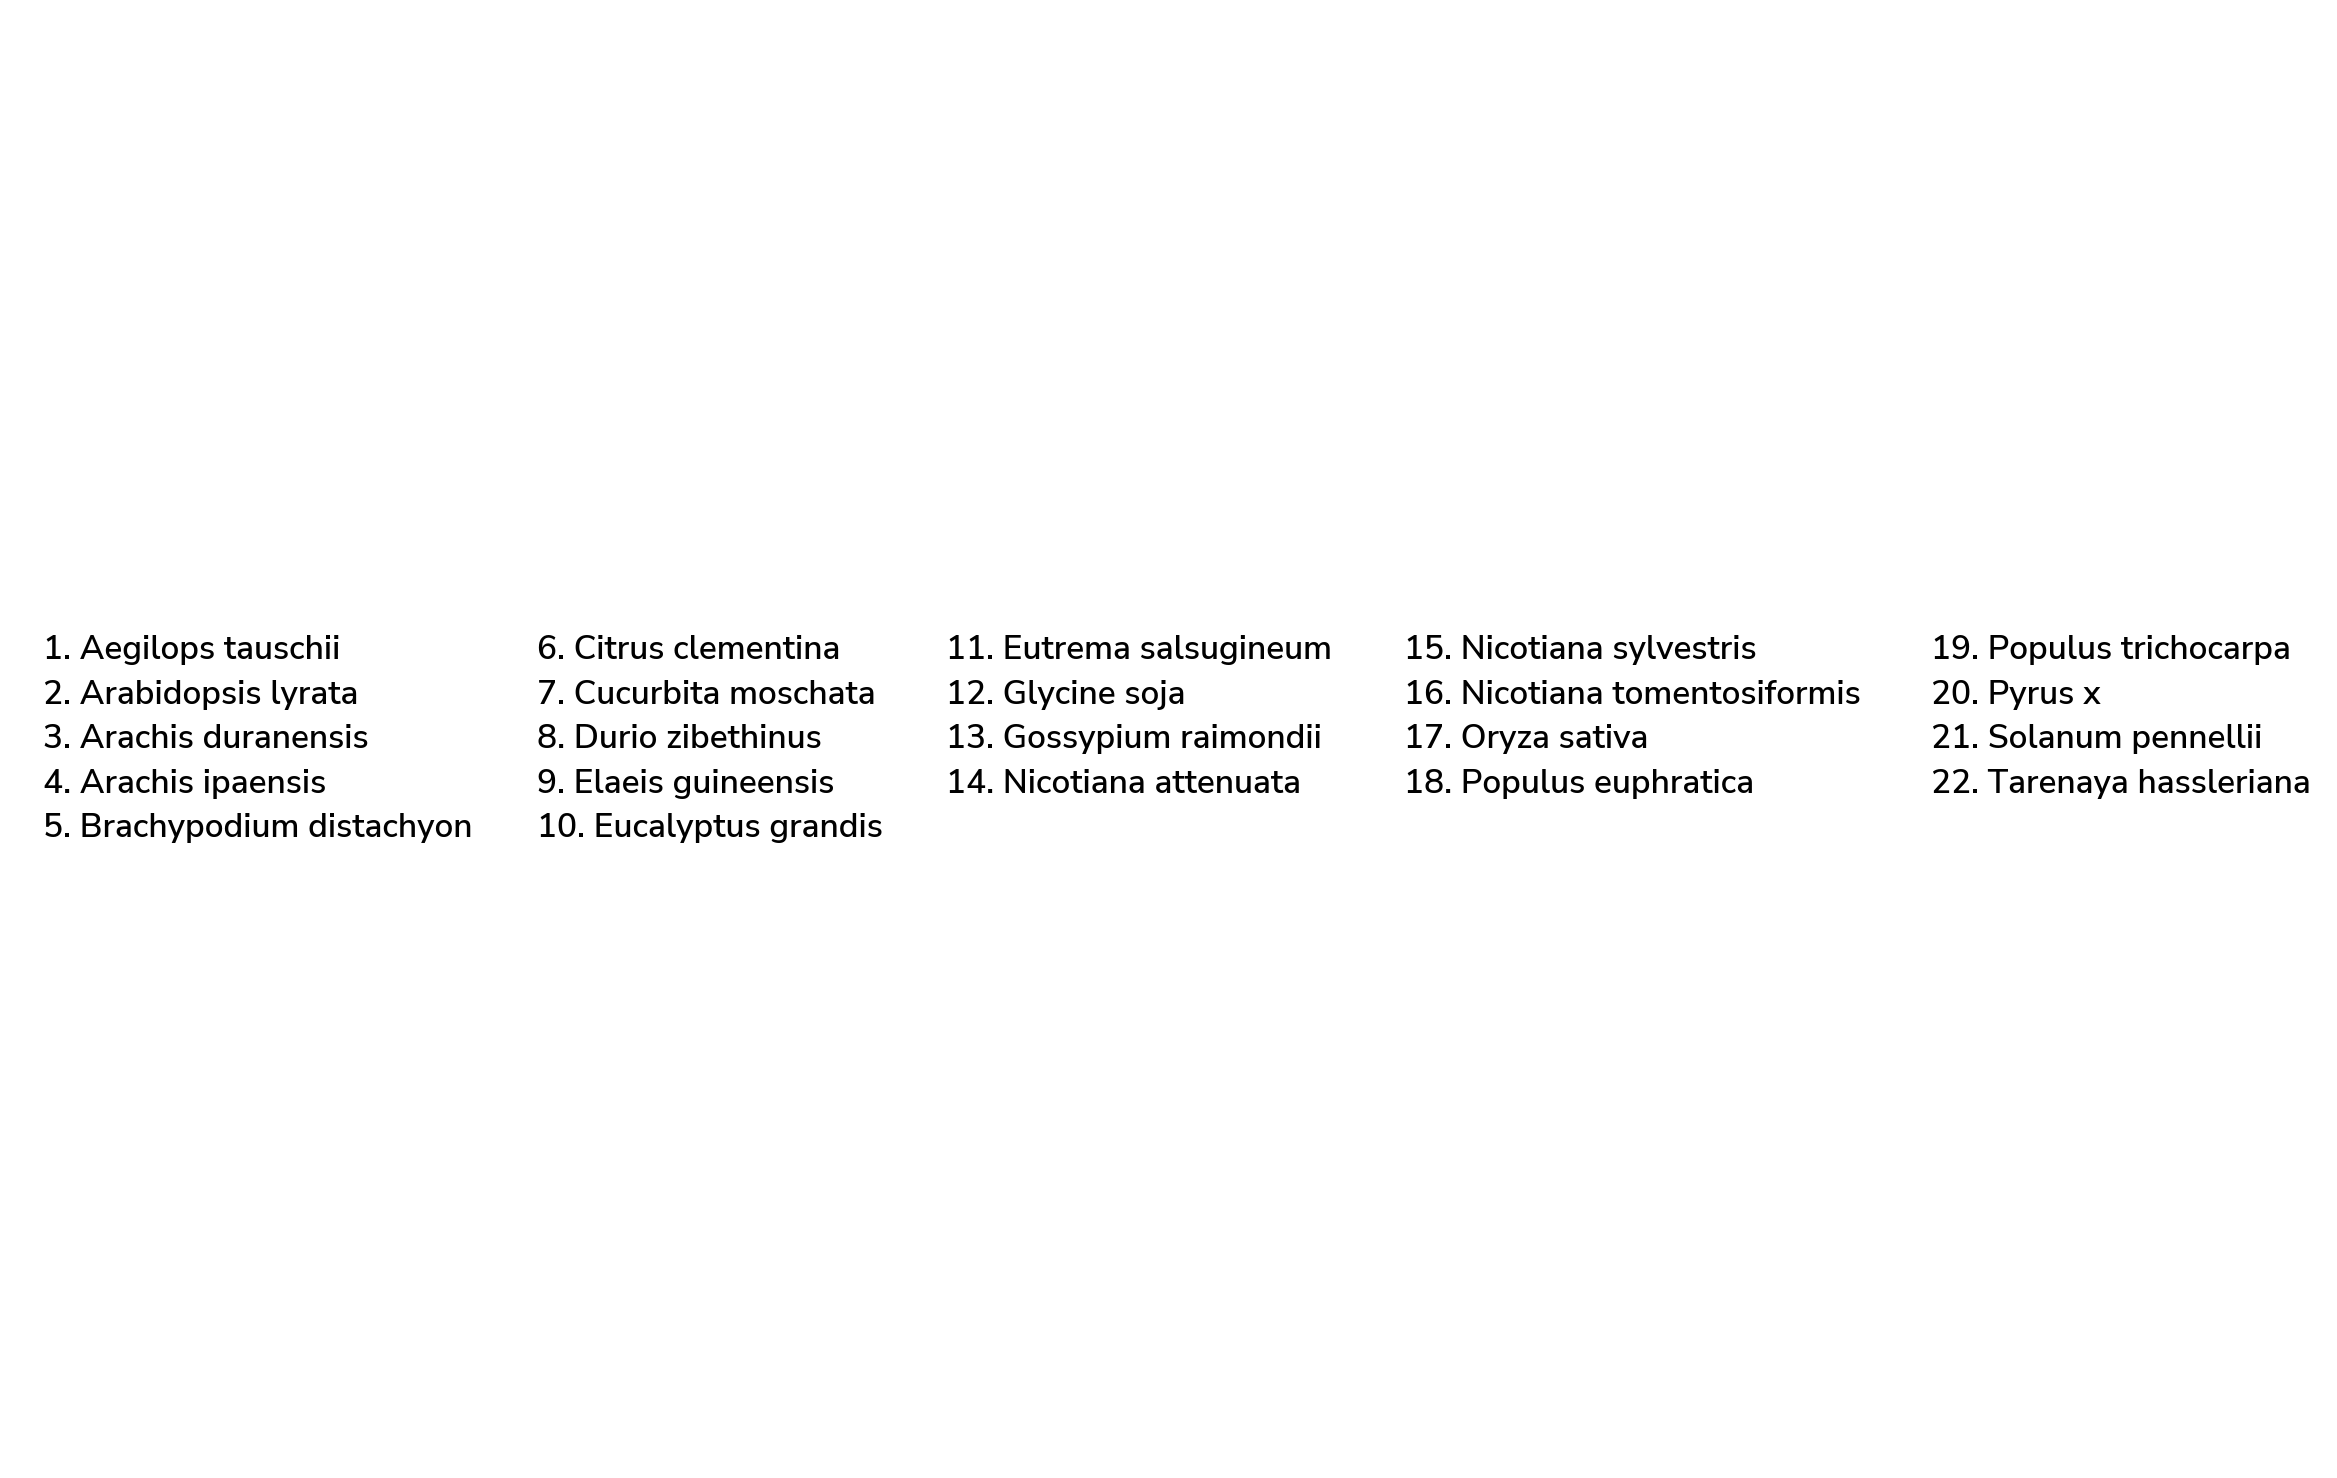 1. Aegilops tauschii
2. Arabidopsis lyrata
3. Arachis duranensis
4. Arachis ipaensis
5. Brachypodium distachyon
6. Citrus clementina
7. Cucurbita moschata
8. Durio zibethinus
9. Elaeis guineensis
10. Eucalyptus grandis
11. Eutrema salsugineum
12. Glycine soja
13. Gossypium raimondii
14. Nicotiana attenuata
15. Nicotiana sylvestris
16. Nicotiana tomentosiformis
17. Oryza sativa
18. Populus euphratica
19. Populus trichocarpa
20. Pyrus x
21. Solanum pennellii
22. Tarenaya hassleriana